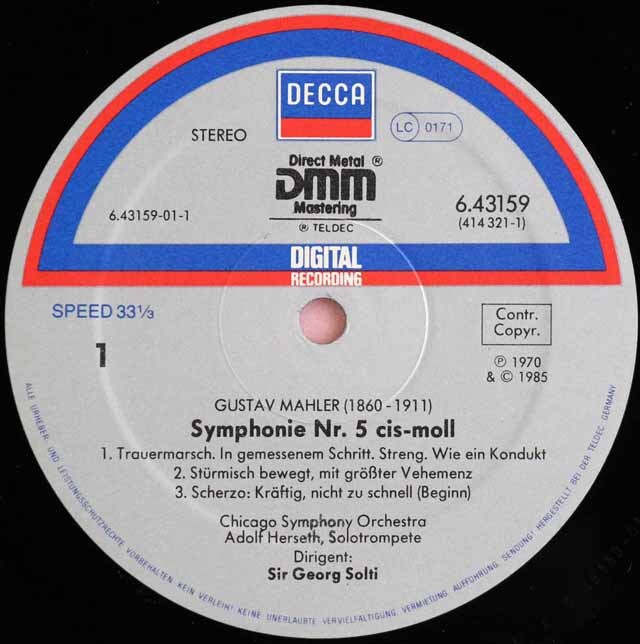 DECCA
STEREO
LC 0171
Direct Metal ®
DMM
Mastering
® TELDEC
6.43159-01-1
6.43159
(414 321-1)
DIGITAL
RECORDING
SPEED 33⅓
1
Contr.
Copyr.
℗ 1970
& © 1985
GUSTAV MAHLER (1860-1911)
Symphonie Nr. 5 cis-moll
1. Trauermarsch. In gemessenem Schritt. Streng. Wie ein Kondukt
2. Stürmisch bewegt, mit größter Vehemenz
3. Scherzo: Kräftig, nicht zu schnell (Beginn)
Chicago Symphony Orchestra
Adolf Herseth, Solotrompete
Dirigent:
Sir Georg Solti
ALLE URHEBER- UND LEISTUNGSSCHUTZRECHTE VORBEHALTEN. KEIN VERLEIH! KEINE UNERLAUBTE VERVIELFÄLTIGUNG, VERMIETUNG, AUFFÜHRUNG, SENDUNG! HERGESTELLT BEI DER TELDEC GERMANY